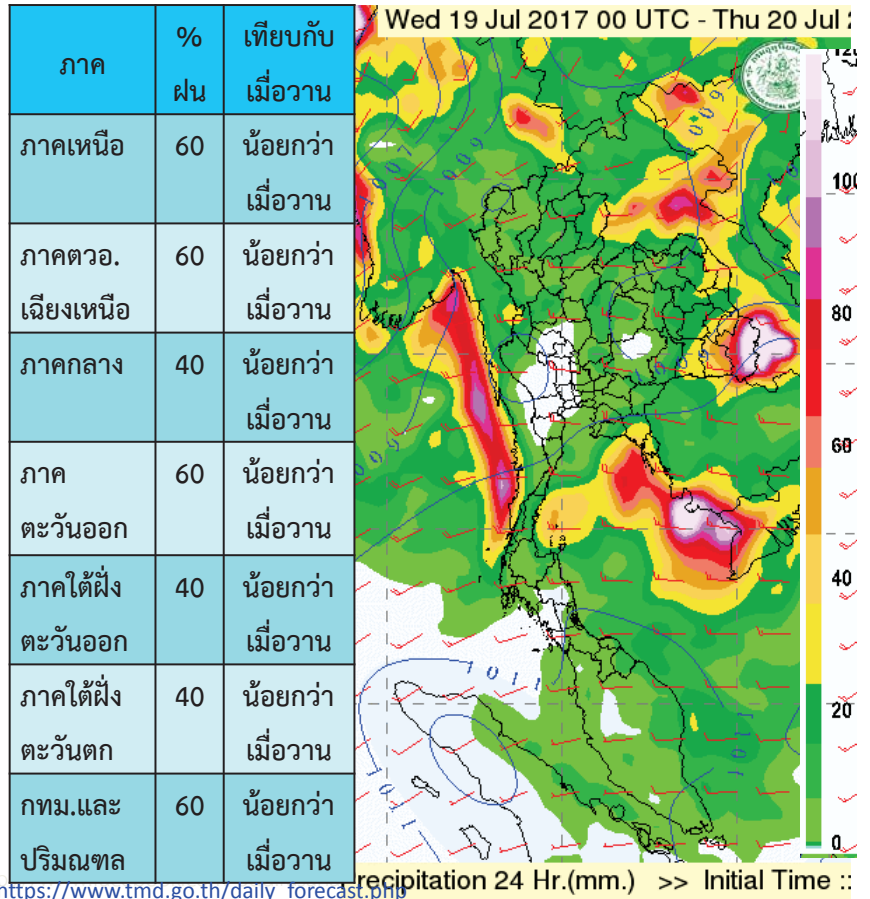 ภาค
%
ฝน
เทียบกับ
เมื่อวาน
ภาคเหนือ
60
น้อยกว่า
เมื่อวาน
ภาคตวอ.
เฉียงเหนือ
60
น้อยกว่า
เมื่อวาน
ภาคกลาง
40
น้อยกว่า
เมื่อวาน
ภาค
ตะวันออก
60
น้อยกว่า
เมื่อวาน
ภาคใต้ฝั่ง
ตะวันออก
40
น้อยกว่า
เมื่อวาน
ภาคใต้ฝั่ง
ตะวันตก
40
น้อยกว่า
เมื่อวาน
กทม.และ
ปริมณฑล
60
น้อยกว่า
เมื่อวาน
https://www.tmd.go.th/daily_forecast.php
Wed 19 Jul 2017 00 UTC - Thu 20 Jul
100
80
60
40
20
0
1009
1009
1009
1009
1011
1011
1011
recipitation 24 Hr.(mm.) >> Initial Time ::